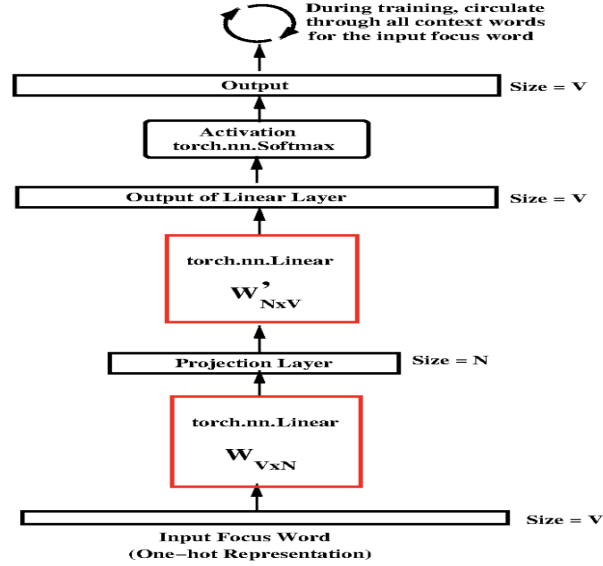 During training, circulate
through all context words
for the input focus word
Output
Size = V
Activation
torch.nn.Softmax
Output of Linear Layer
Size = V
torch.nn.Linear
W'NxV
Projection Layer
Size = N
torch.nn.Linear
WVxN
Size = V
Input Focus Word
(One-hot Representation)